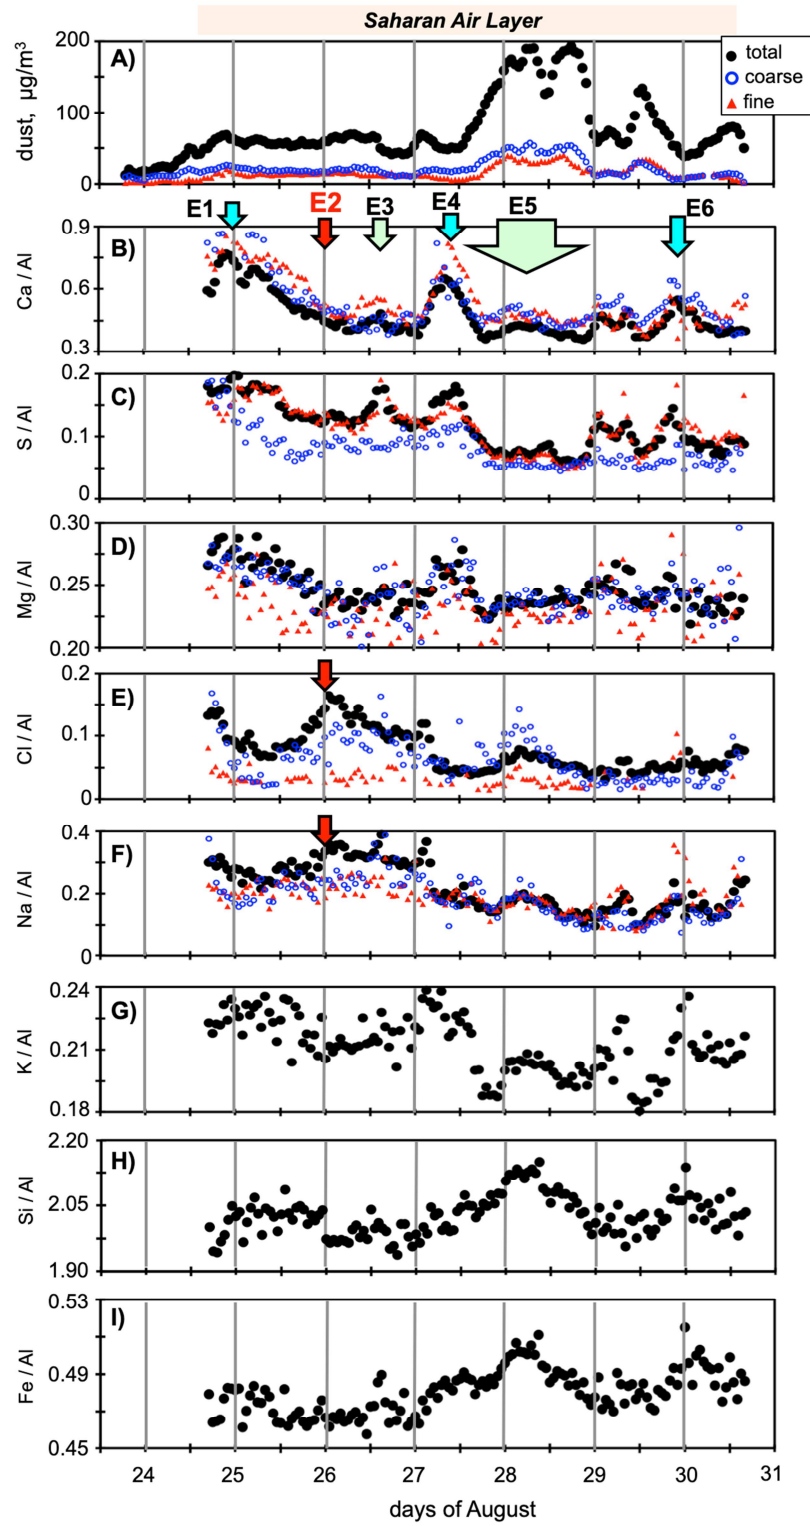 Saharan Air Layer
A)
dust, µg/m³
200
100
0
total
coarse
fine
E1
E2
E3
E4
E5
E6
B)
Ca / Al
0.9
0.6
0.3
C)
S / Al
0.2
0.1
0
D)
Mg / Al
0.30
0.25
0.20
E)
Cl / Al
0.2
0.1
0
F)
Na / Al
0.4
0.2
0
G)
K / Al
0.24
0.21
0.18
H)
Si / Al
2.20
2.05
1.90
I)
Fe / Al
0.53
0.49
0.45
24 25 26 27 28 29 30 31
days of August